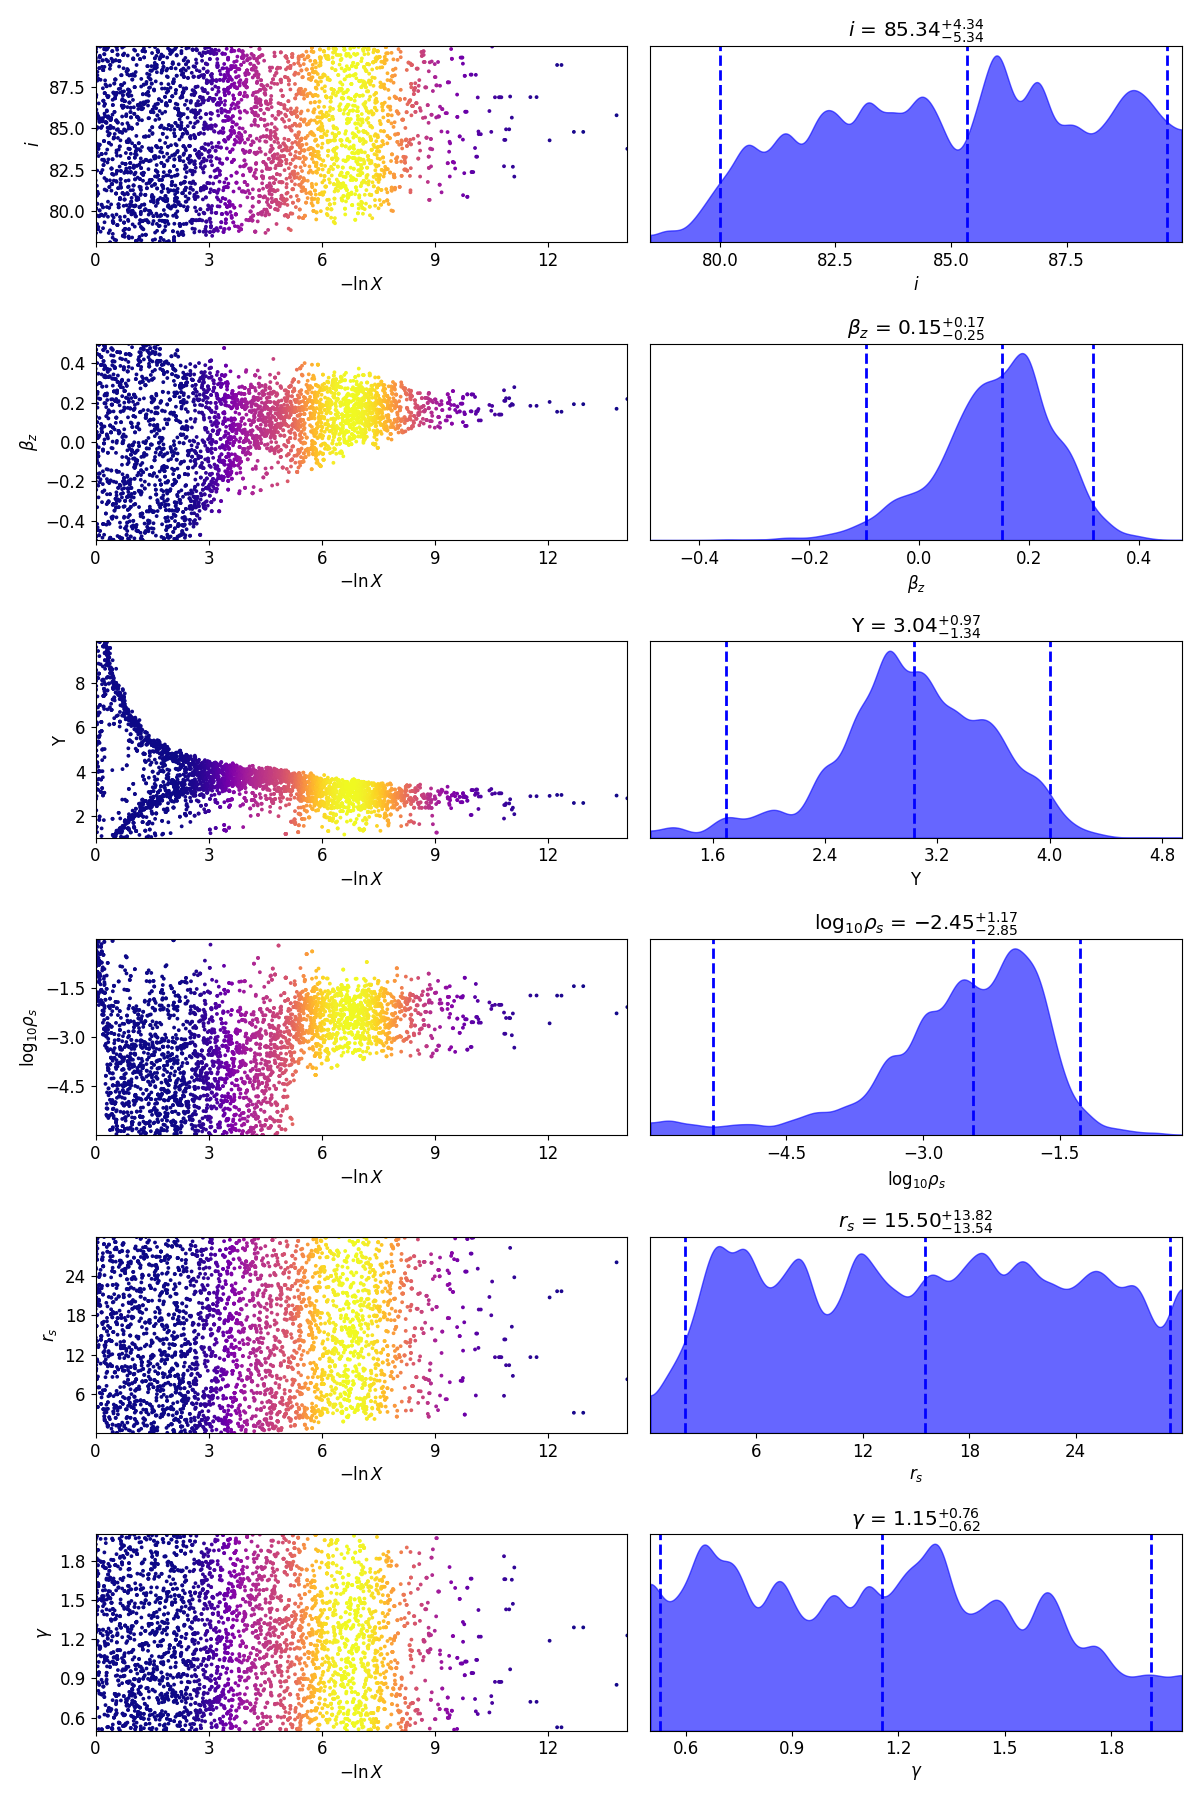 i = 85.34+4.34−5.34
i
87.5
85.0
82.5
80.0
0 3 6 9 12
80.0 82.5 85.0 87.5
−ln X
i
βz = 0.15+0.17−0.25
βz
0.4
0.2
0.0
−0.2
−0.4
0 3 6 9 12
−0.4 −0.2 0.0 0.2 0.4
−ln X
βz
Y = 3.04+0.97−1.34
Y
8
6
4
2
0 3 6 9 12
1.6 2.4 3.2 4.0 4.8
−ln X
Y
log10ρs = −2.45+1.17−2.85
log10ρs
−1.5
−3.0
−4.5
0 3 6 9 12
−4.5 −3.0 −1.5
−ln X
log10ρs
rs = 15.50+13.82−13.54
rs
24
18
12
6
0 3 6 9 12
6 12 18 24
−ln X
rs
γ = 1.15+0.76−0.62
γ
1.8
1.5
1.2
0.9
0.6
0 3 6 9 12
0.6 0.9 1.2 1.5 1.8
−ln X
γ